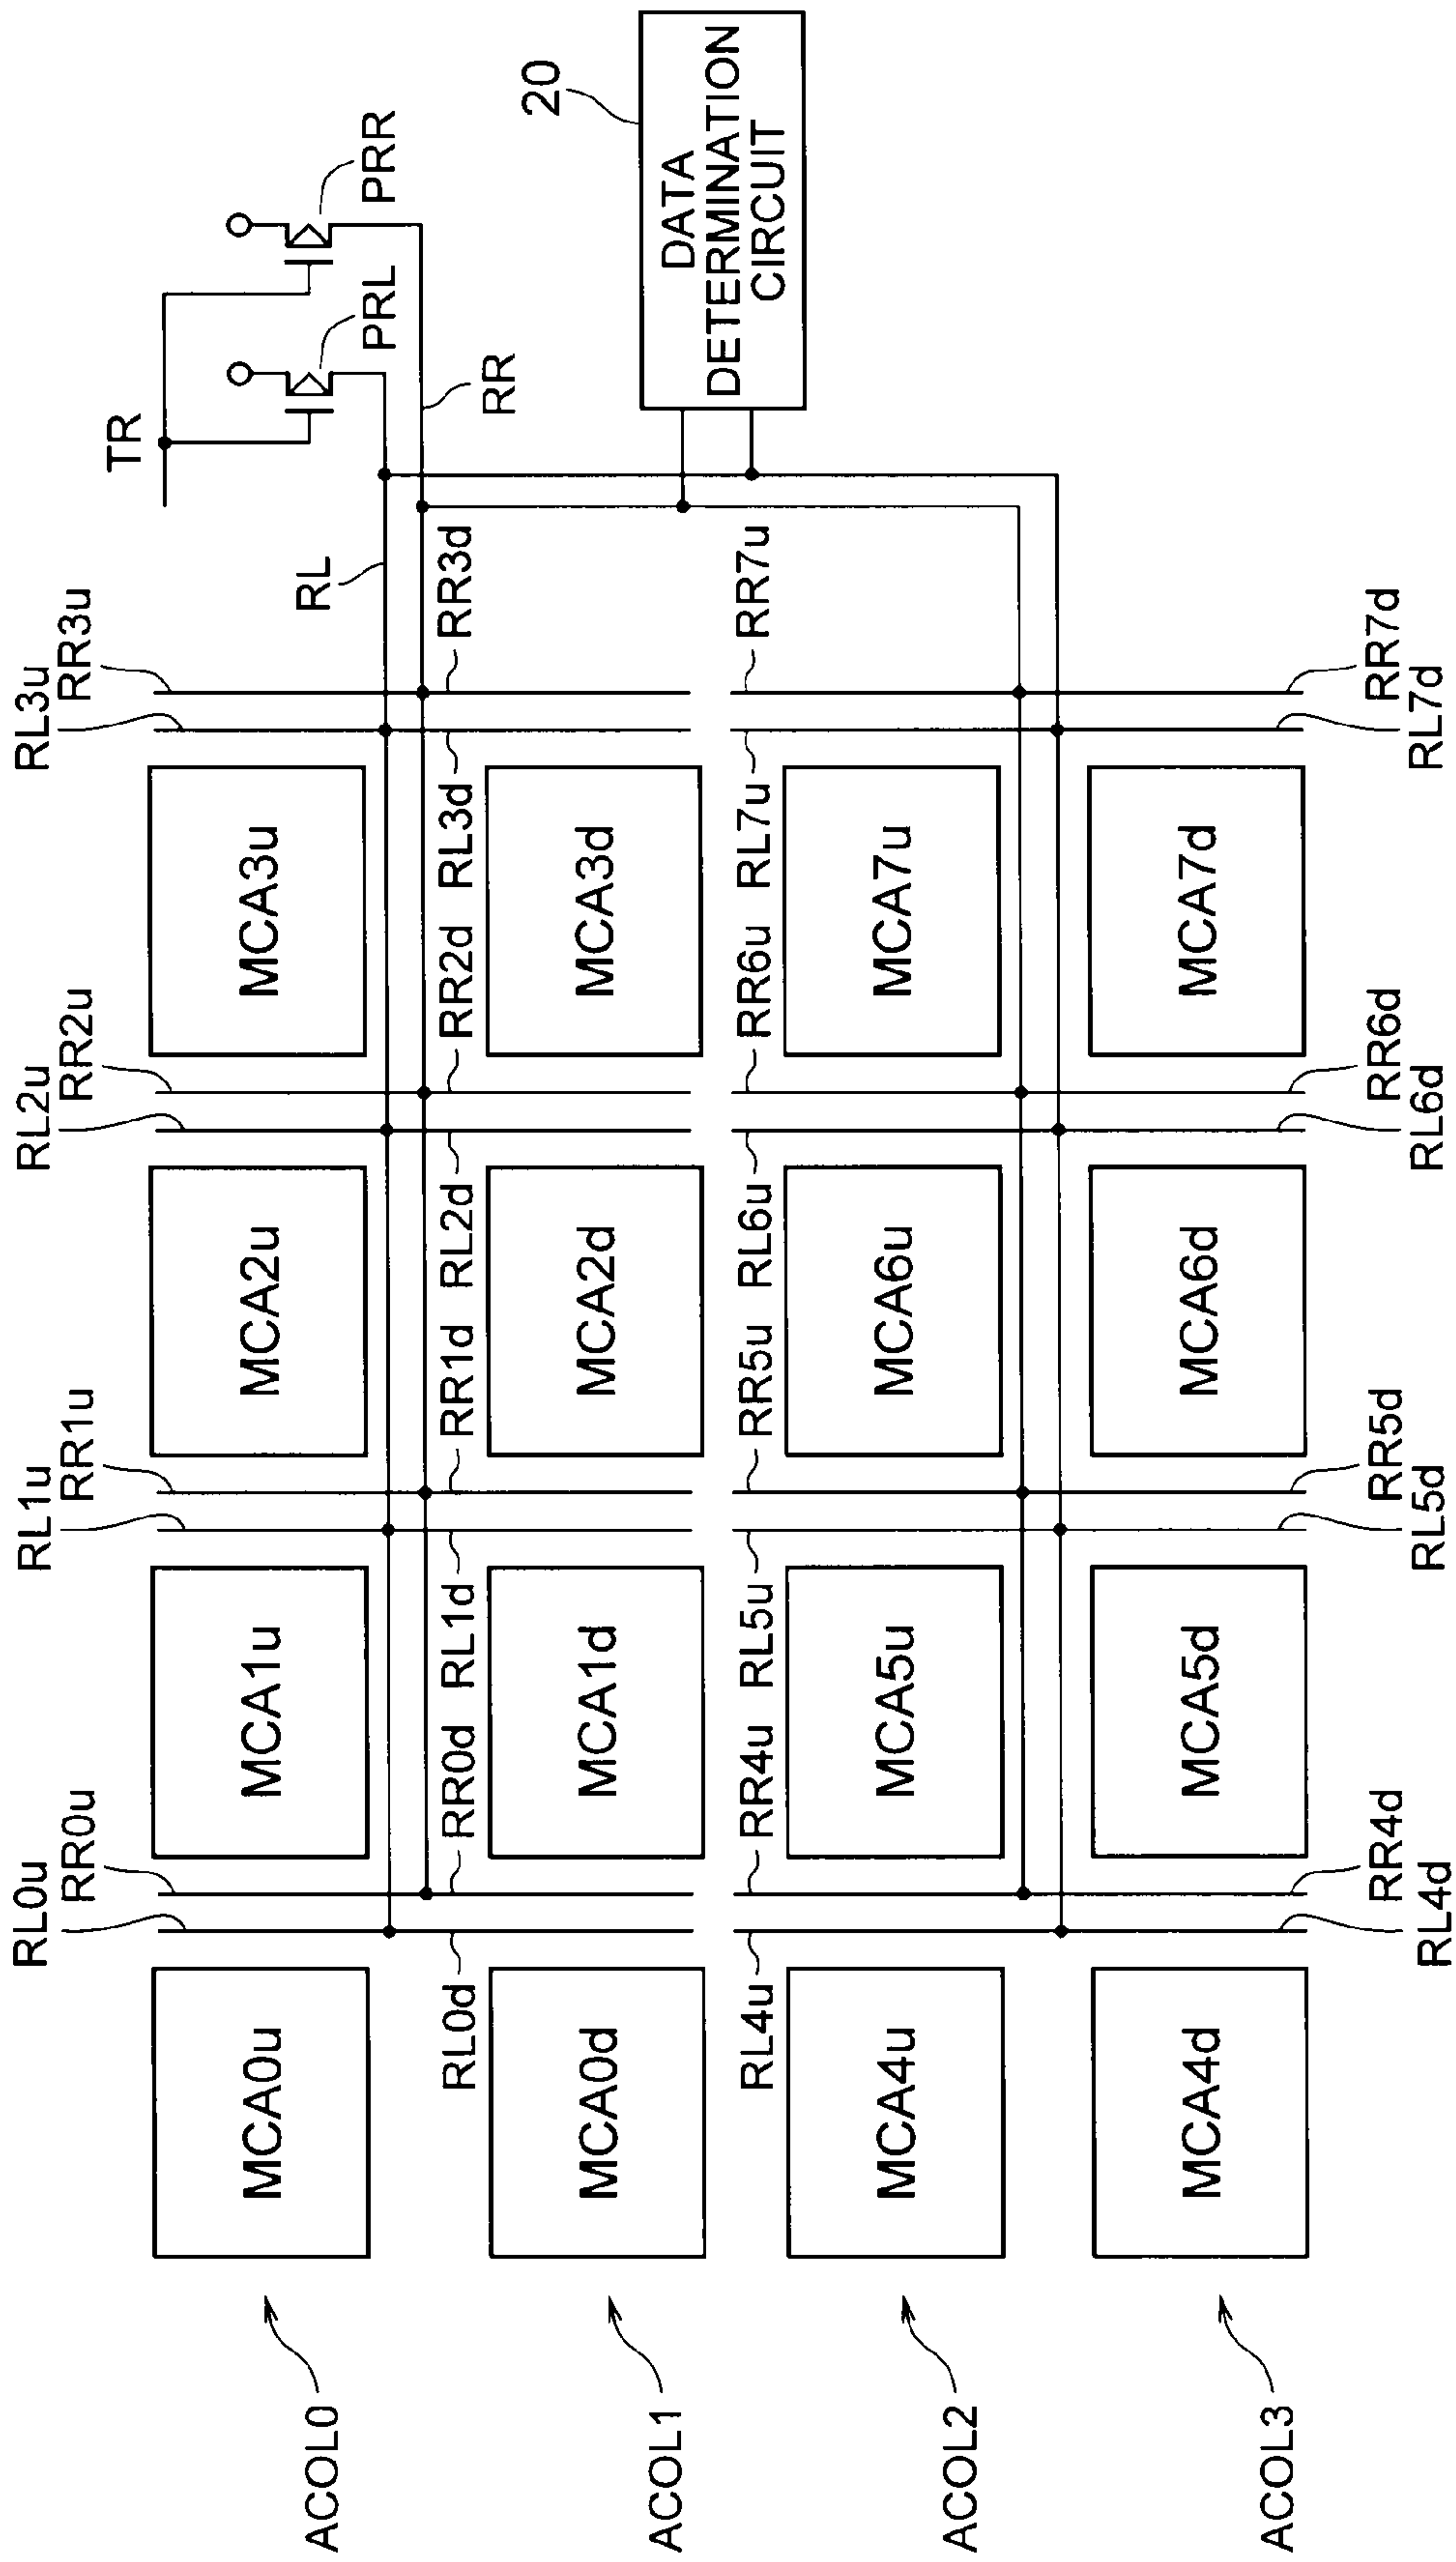 RL0u
RL1u
RL2u
RL3u
RR0u
RR1u
RR2u
RR3u
TR
PRL
PRR
MCA0u
MCA1u
MCA2u
MCA3u
ACOL0
RL
RL0d
RR0d
RL1d
RR1d
RL2d
RR2d
RL3d
RR3d
RR
20
MCA0d
MCA1d
MCA2d
MCA3d
ACOL1
DATA
DETERMINATION
CIRCUIT
RL4u
RR4u
RL5u
RR5u
RL6u
RR6u
RL7u
RR7u
MCA4u
MCA5u
MCA6u
MCA7u
ACOL2
MCA4d
MCA5d
MCA6d
MCA7d
ACOL3
RR4d
RR5d
RR6d
RR7d
RL4d
RL5d
RL6d
RL7d